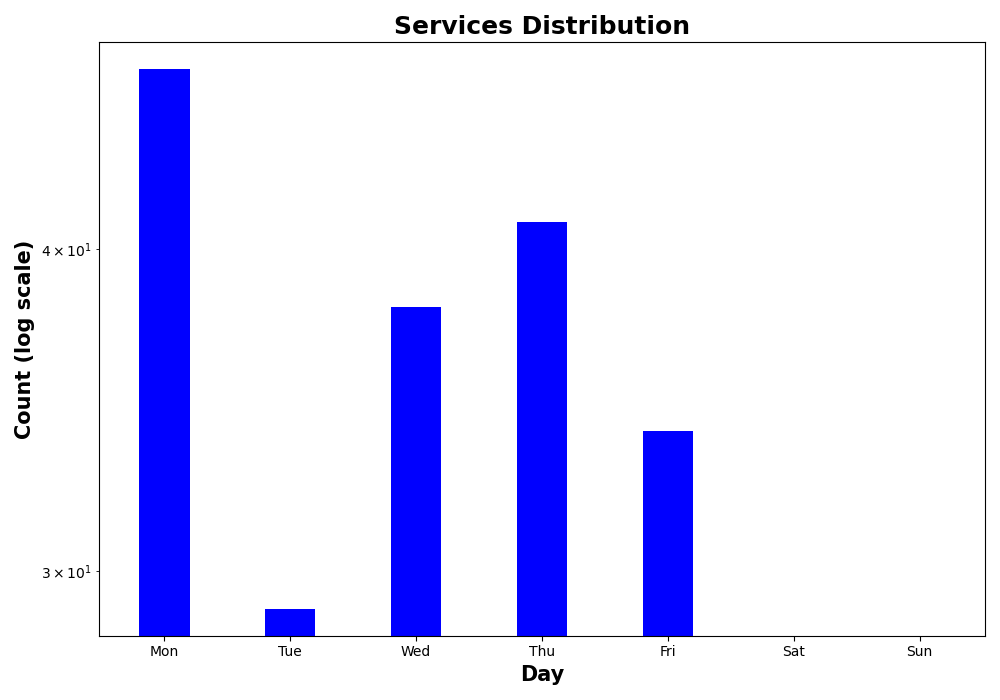 Services Distribution
Count (log scale)
4 × 10¹
3 × 10¹
Mon Tue Wed Thu Fri Sat Sun
Day